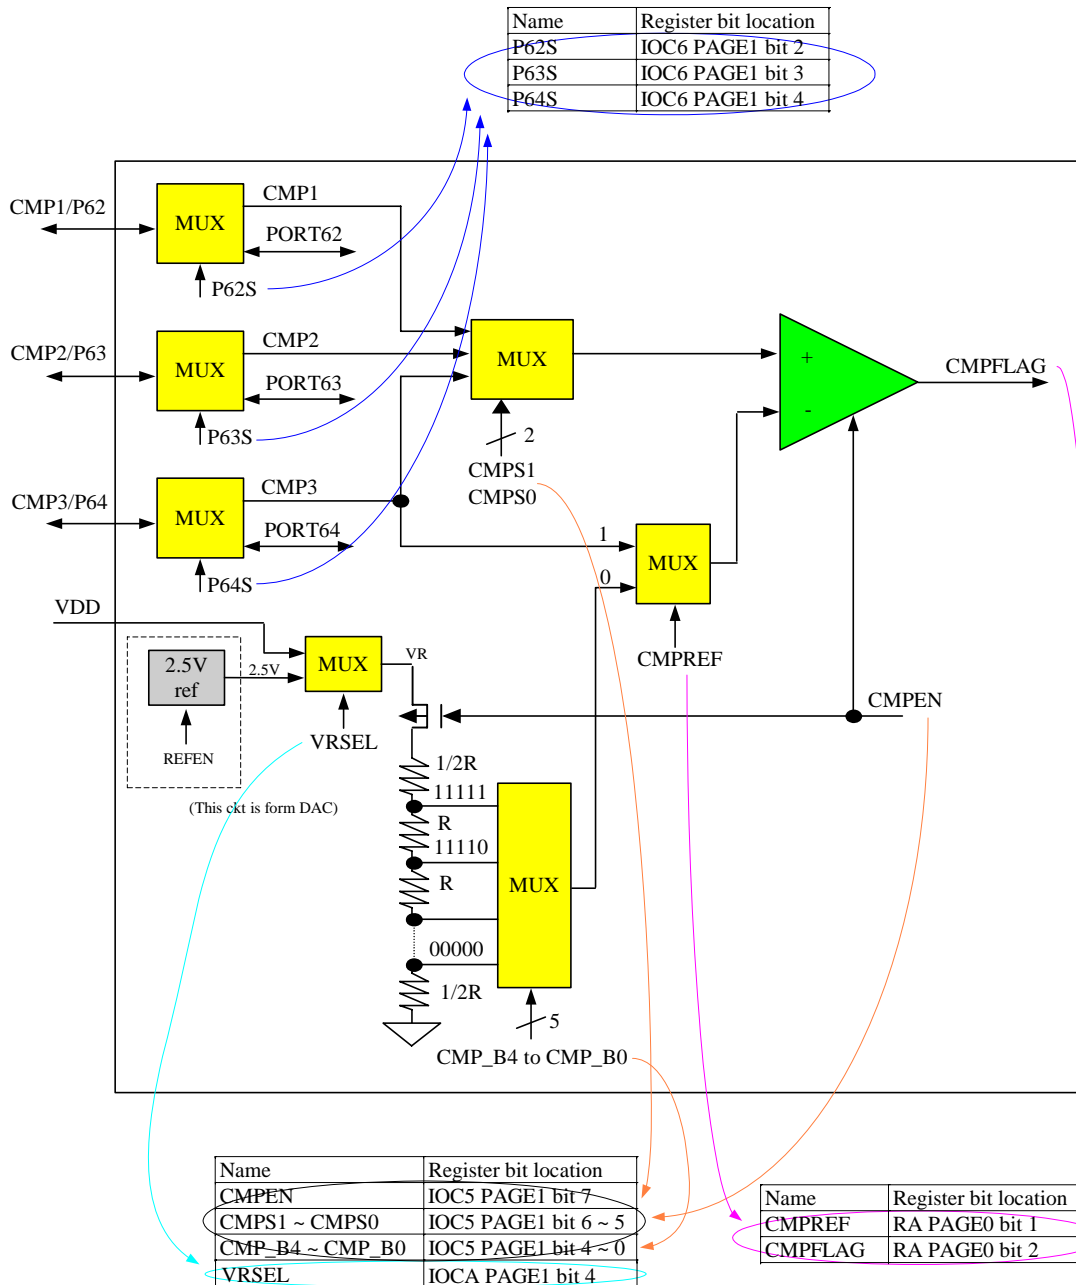 Name Register bit location
P62S IOC6 PAGE1 bit 2
P63S IOC6 PAGE1 bit 3
P64S IOC6 PAGE1 bit 4
CMP1/P62
MUX
CMP1
PORT62
P62S
CMP2/P63
MUX
CMP2
PORT63
P63S
MUX
2
CMPS1
CMPS0
+
-
CMPFLAG
CMP3/P64
MUX
CMP3
PORT64
P64S
1
0
MUX
CMPREF
VDD
2.5V
ref
2.5V
REFEN
MUX
VR
VRSEL
CMPEN
(This ckt is form DAC)
1/2R
11111
R
11110
R
00000
1/2R
MUX
5
CMP_B4 to CMP_B0
Name Register bit location
CMPEN IOC5 PAGE1 bit 7
CMPS1 ~ CMPS0 IOC5 PAGE1 bit 6 ~ 5
CMP_B4 ~ CMP_B0 IOC5 PAGE1 bit 4 ~ 0
VRSEL IOCA PAGE1 bit 4
Name Register bit location
CMPREF RA PAGE0 bit 1
CMPFLAG RA PAGE0 bit 2